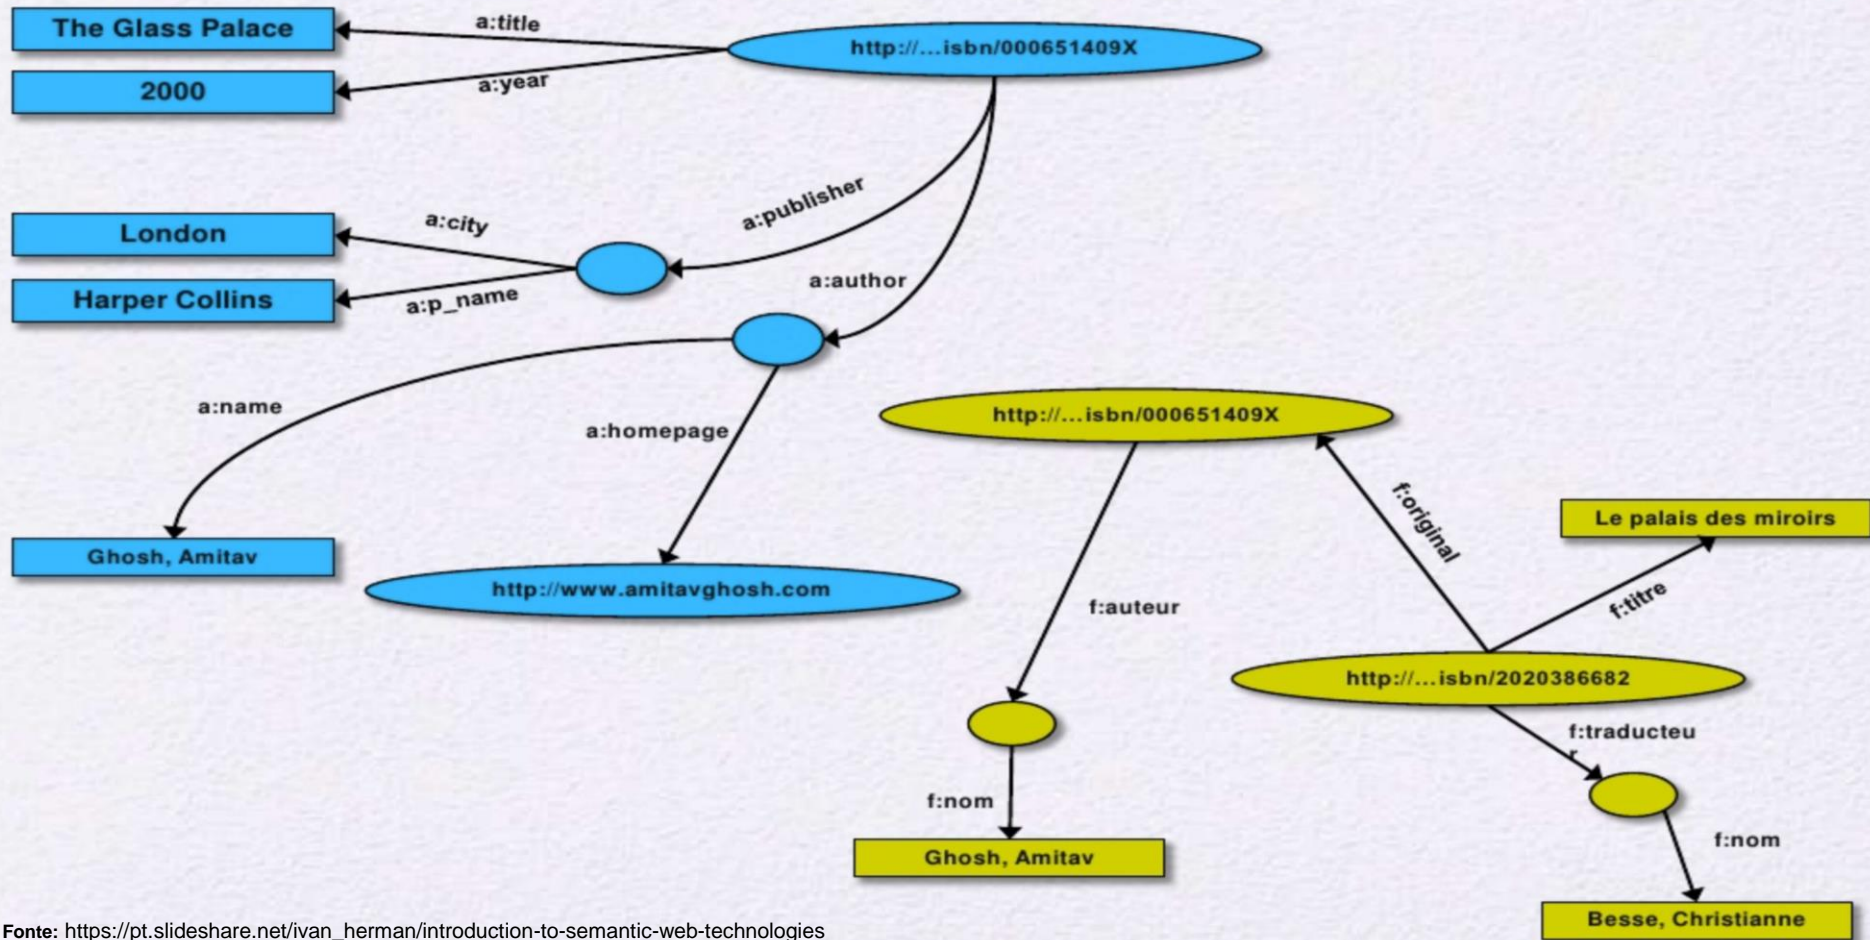 The Glass Palace
a:title
http://...isbn/000651409X
2000
a:year
a:publisher
London
a:city
a:author
Harper Collins
a:p_name
a:name
a:homepage
http://...isbn/000651409X
f:original
Le palais des miroirs
Ghosh, Amitav
http://www.amitavghosh.com
f:auteur
f:titre
http://...isbn/2020386682
f:traducteu
r
f:nom
f:nom
Ghosh, Amitav
Besse, Christianne
Fonte: https://pt.slideshare.net/ivan_herman/introduction-to-semantic-web-technologies